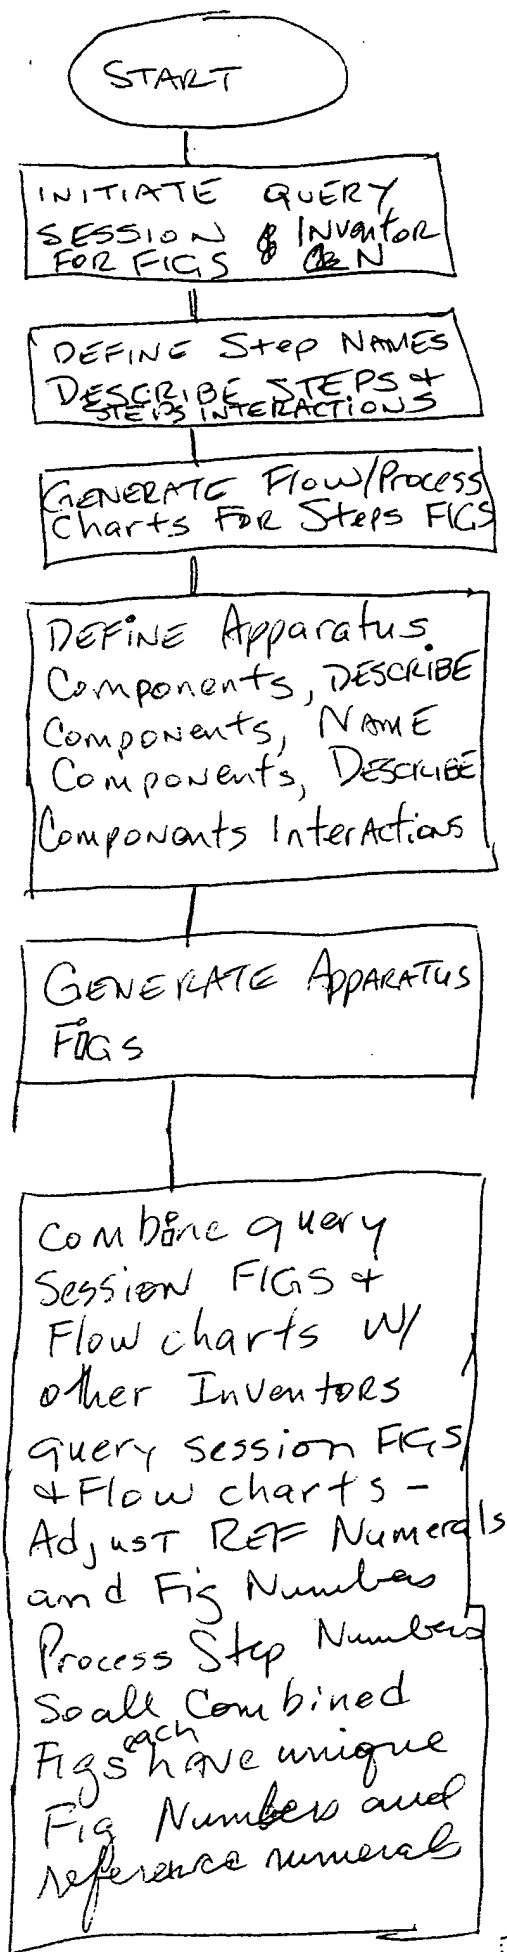 START
INITIATE QUERY
SESSION & INventor
FOR FIGS & N
DEFINE Step NAMES
DESCRIBE STEPS &
STEPS INTERACTIONS
GENERATE Flow/Process
Charts FOR Steps FIGS
DEFiNE Apparatus
Components, DESCRIBE
Components, NAME
Components, DESCRIBE
Components InterActions
GENERATE APPARATUS
FIGS
Combine query
Session FIGS &
Flow charts W/
other InventoRS
query session FIGS
& Flow charts -
Adjust REF Numerals
and Fig Numbers
Process Step Numbers
So all Combined
Figs each have unique
Fig Numbers and
reference numerals